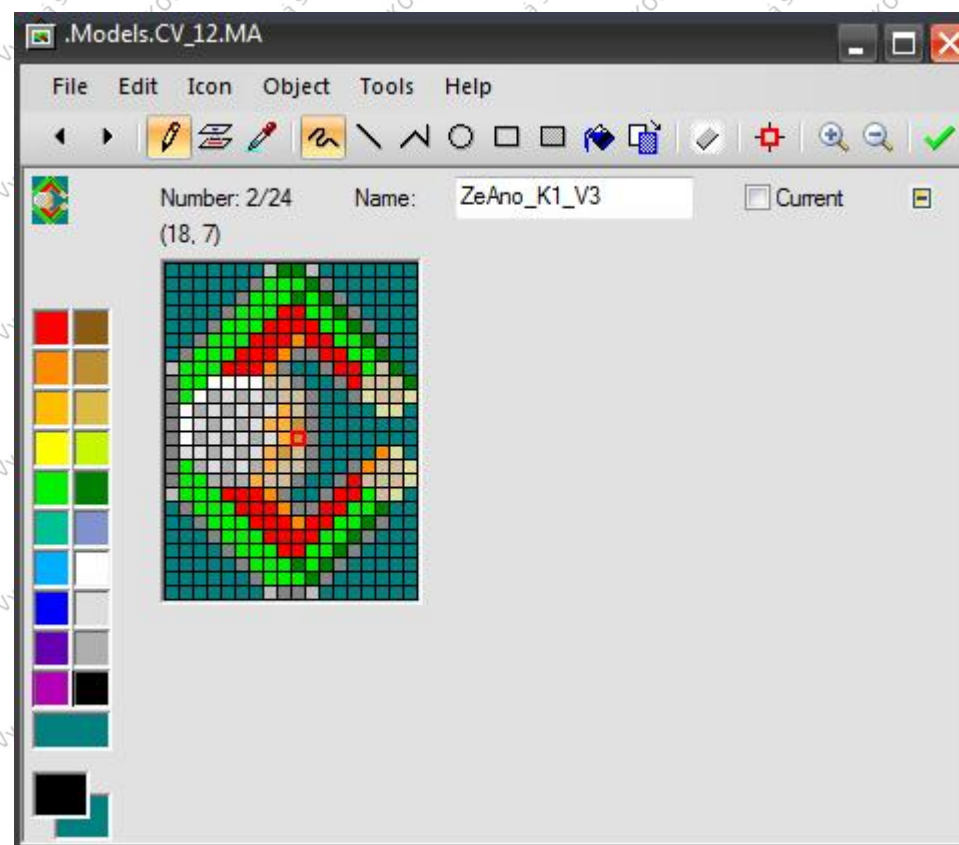 .Models.CV_12.MA
File Edit Icon Object Tools Help
Number: 2/24 Name: ZeAno_K1_V3 Current
(18, 7)